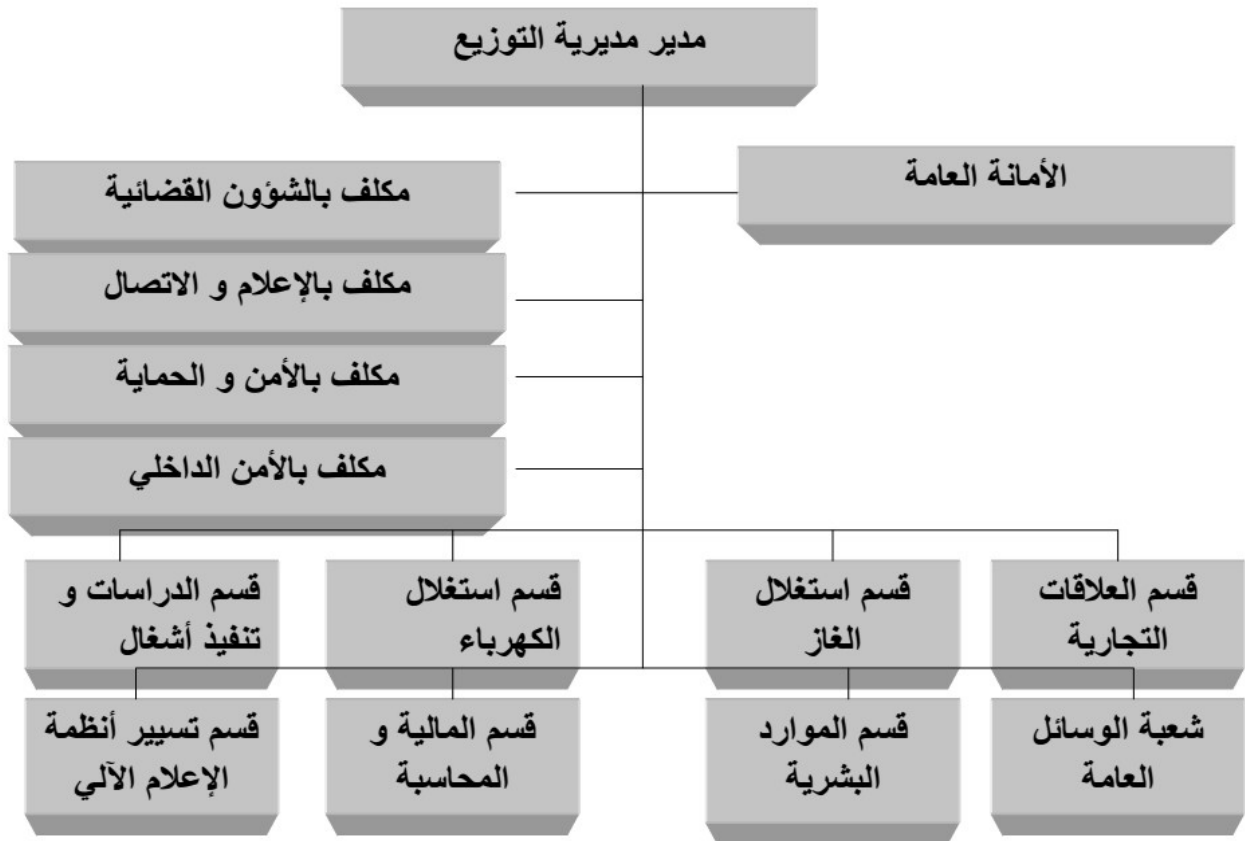 مدير مديرية التوزيع
الأمانة العامة
مكلف بالشؤون القضائية
مكلف بالإعلام و الاتصال
مكلف بالأمن و الحماية
مكلف بالأمن الداخلي
قسم العلاقات
التجارية
قسم استغلال
الغاز
قسم استغلال
الكهرباء
قسم الدراسات و
تنفيذ أشغال
شعبة الوسائل
العامة
قسم الموارد
البشرية
قسم المالية و
المحاسبة
قسم تسيير أنظمة
الإعلام الآلي